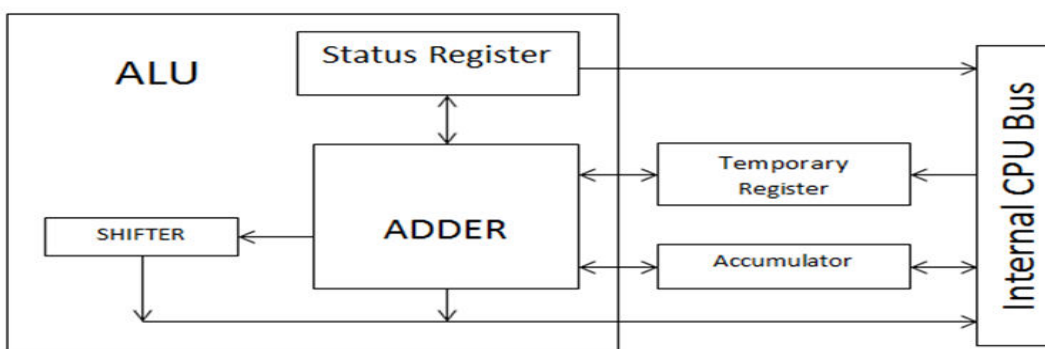 ALU
Status Register
Temporary
Register
ADDER
SHIFTER
Accumulator
Internal CPU Bus